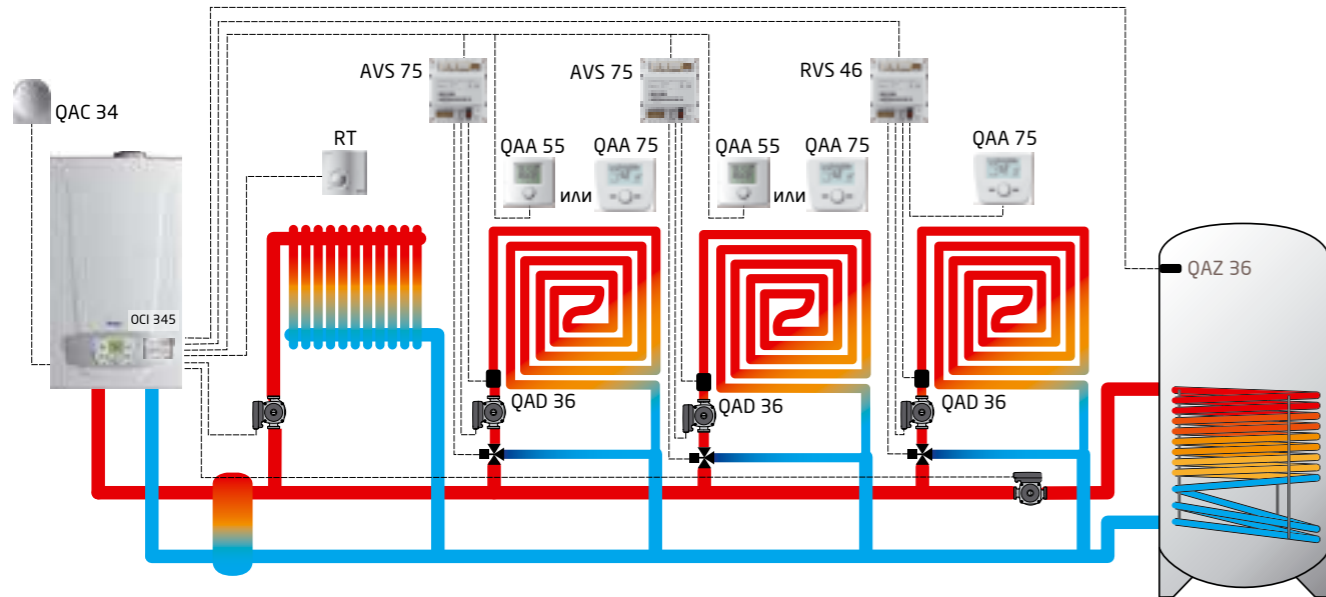 AVS 75
AVS 75
RVS 46
QAC 34
RT
QAA 55
или
QAA 75
QAA 55
или
QAA 75
QAA 75
QAZ 36
OCI 345
QAD 36
QAD 36
QAD 36